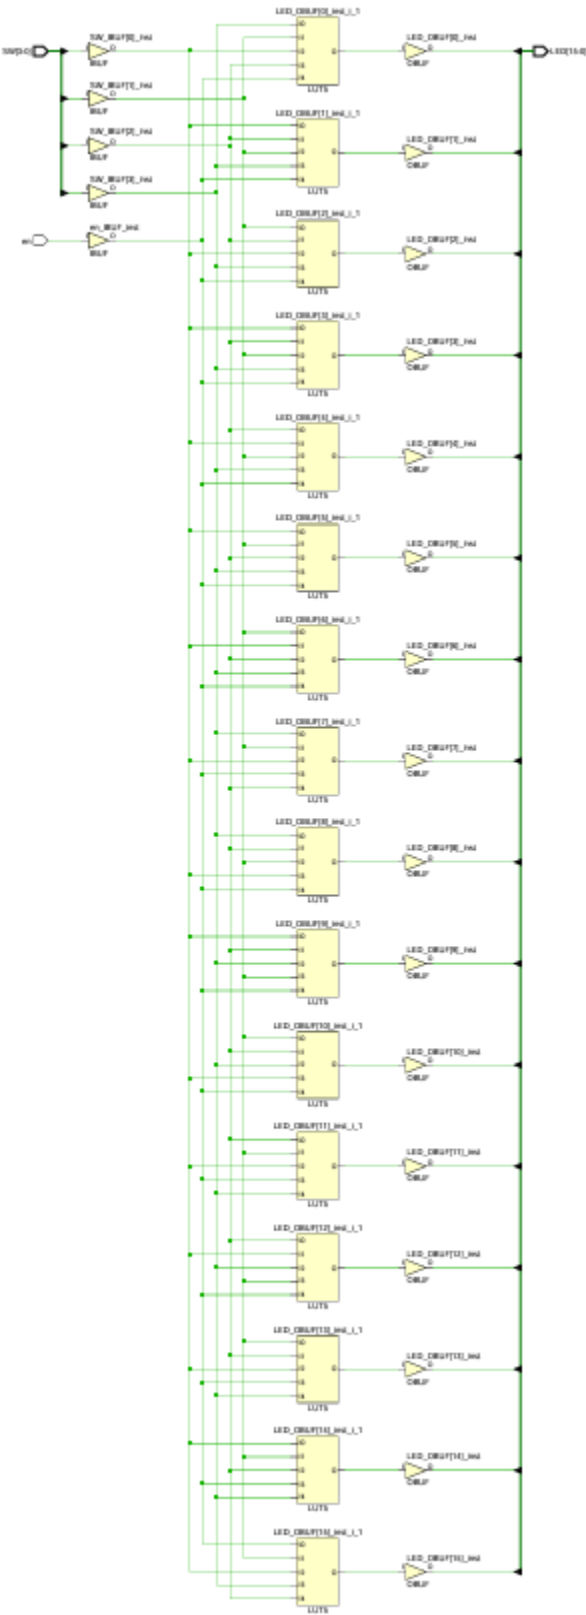 SW[3:0]
SW_IBUF[0]_inst
IBUF
SW_IBUF[1]_inst
IBUF
SW_IBUF[2]_inst
IBUF
SW_IBUF[3]_inst
IBUF
en
en_IBUF_inst
IBUF
LED_OBUF[0]_inst_i_1
LUT5
LED_OBUF[0]_inst
OBUF
LED[15:0]
LED_OBUF[1]_inst_i_1
LUT5
LED_OBUF[1]_inst
OBUF
LED_OBUF[2]_inst_i_1
LUT5
LED_OBUF[2]_inst
OBUF
LED_OBUF[3]_inst_i_1
LUT5
LED_OBUF[3]_inst
OBUF
LED_OBUF[4]_inst_i_1
LUT5
LED_OBUF[4]_inst
OBUF
LED_OBUF[5]_inst_i_1
LUT5
LED_OBUF[5]_inst
OBUF
LED_OBUF[6]_inst_i_1
LUT5
LED_OBUF[6]_inst
OBUF
LED_OBUF[7]_inst_i_1
LUT5
LED_OBUF[7]_inst
OBUF
LED_OBUF[8]_inst_i_1
LUT5
LED_OBUF[8]_inst
OBUF
LED_OBUF[9]_inst_i_1
LUT5
LED_OBUF[9]_inst
OBUF
LED_OBUF[10]_inst_i_1
LUT5
LED_OBUF[10]_inst
OBUF
LED_OBUF[11]_inst_i_1
LUT5
LED_OBUF[11]_inst
OBUF
LED_OBUF[12]_inst_i_1
LUT5
LED_OBUF[12]_inst
OBUF
LED_OBUF[13]_inst_i_1
LUT5
LED_OBUF[13]_inst
OBUF
LED_OBUF[14]_inst_i_1
LUT5
LED_OBUF[14]_inst
OBUF
LED_OBUF[15]_inst_i_1
LUT5
LED_OBUF[15]_inst
OBUF